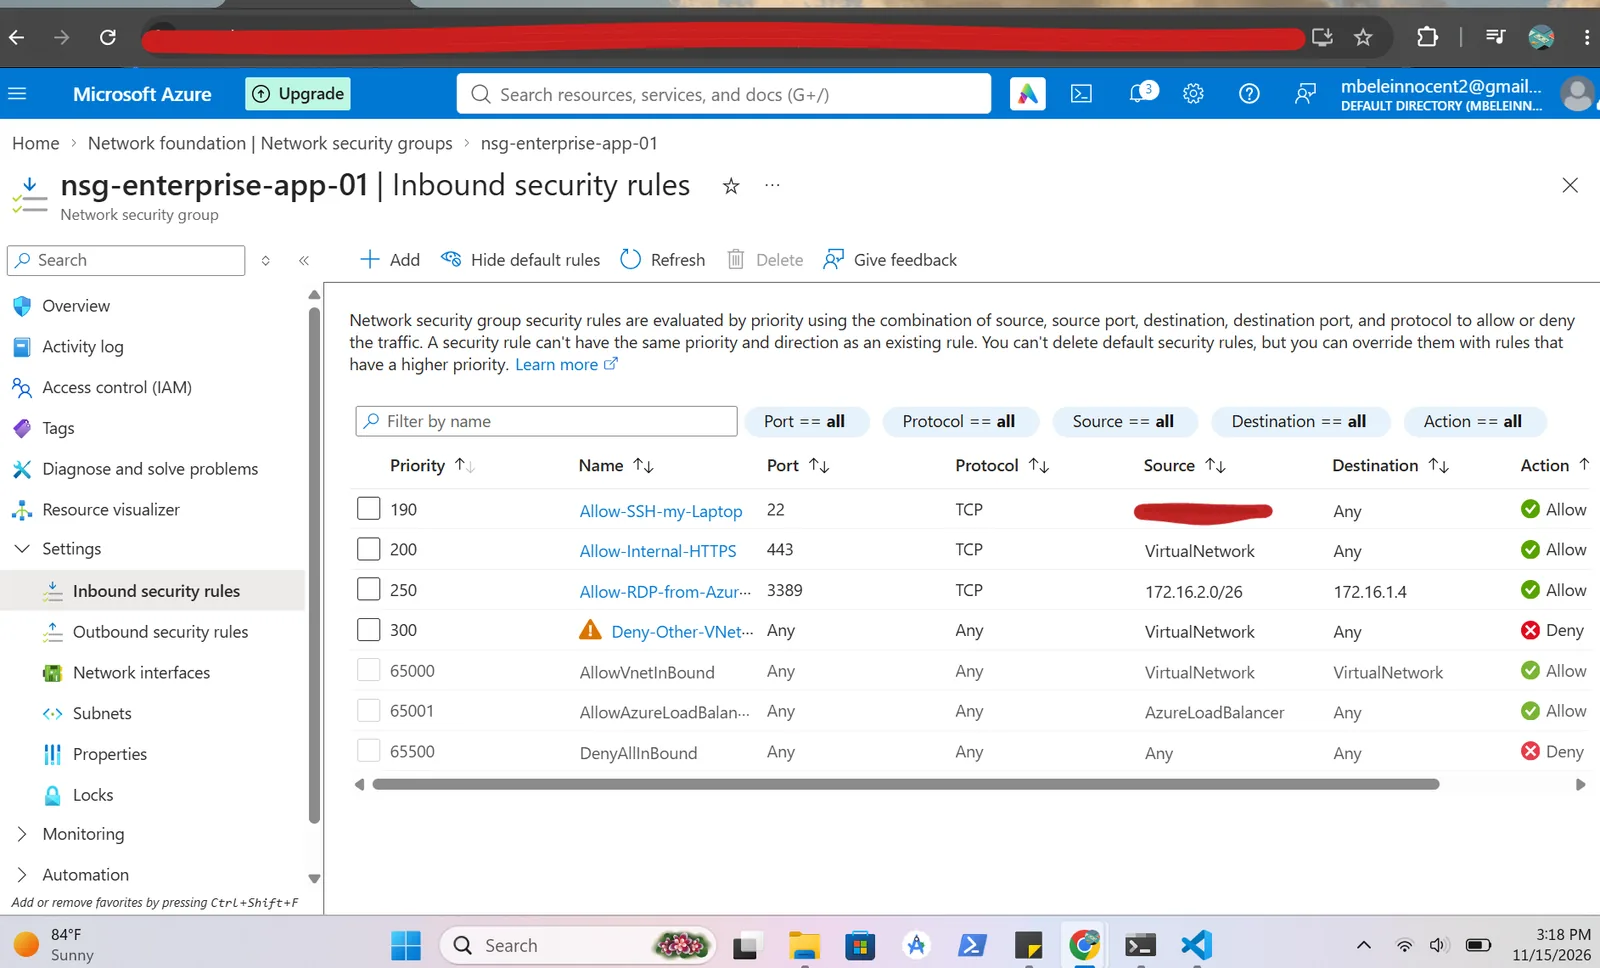 Microsoft Azure
Upgrade
Search resources, services, and docs (G+/)
3
mbeleinnocent2@gmail...
DEFAULT DIRECTORY (MBELEINN...
Home > Network foundation | Network security groups > nsg-enterprise-app-01
nsg-enterprise-app-01 | Inbound security rules
Network security group
Search
Add
Hide default rules
Refresh
Delete
Give feedback
Overview
Activity log
Access control (IAM)
Tags
Diagnose and solve problems
Resource visualizer
Settings
Inbound security rules
Outbound security rules
Network interfaces
Subnets
Properties
Locks
Monitoring
Automation
Add or remove favorites by pressing Ctrl+Shift+F
Network security group security rules are evaluated by priority using the combination of source, source port, destination, destination port, and protocol to allow or deny
the traffic. A security rule can't have the same priority and direction as an existing rule. You can't delete default security rules, but you can override them with rules that
have a higher priority. Learn more
Filter by name
Port == all
Protocol == all
Source == all
Destination == all
Action == all
Priority Name Port Protocol Source Destination Action
190 Allow-SSH-my-Laptop 22 TCP Any Allow
200 Allow-Internal-HTTPS 443 TCP VirtualNetwork Any Allow
250 Allow-RDP-from-Azur... 3389 TCP 172.16.2.0/26 172.16.1.4 Allow
300 Deny-Other-VNet... Any Any VirtualNetwork Any Deny
65000 AllowVnetInBound Any Any VirtualNetwork VirtualNetwork Allow
65001 AllowAzureLoadBalan... Any Any AzureLoadBalancer Any Allow
65500 DenyAllInBound Any Any Any Any Deny
84°F
Sunny
Search
3:18 PM
11/15/2026